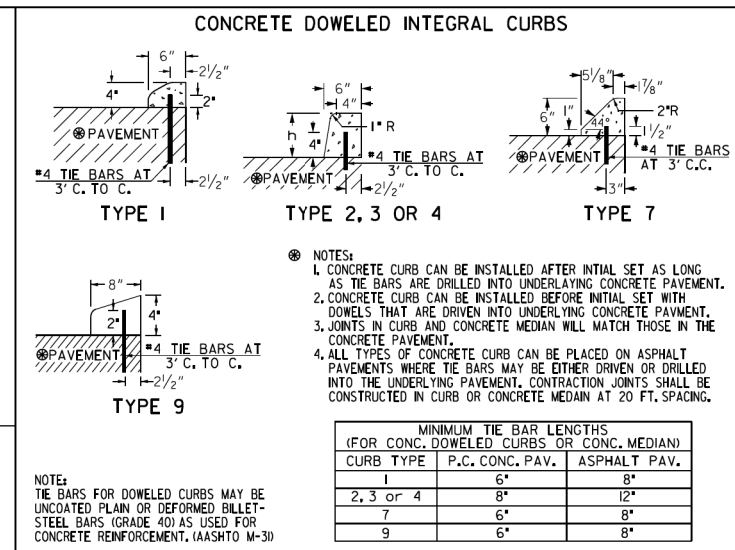 CONCRETE DOWELED INTEGRAL CURBS
6"
2½"
4"
2"
⊛PAVEMENT
#4 TIE BARS AT
3' C. TO C.
2½"
TYPE 1
6"
4"
h
1" R
4"
⊛PAVEMENT
#4 TIE BARS AT
3' C. TO C.
2½"
TYPE 2, 3 OR 4
5⅛"
1⅞"
6"
1"
44°
2"R
1½"
⊛PAVEMENT
#4 TIE BARS
AT 3' C.C.
3"
TYPE 7
8"
2"
4"
⊛PAVEMENT
#4 TIE BARS AT
3' C. TO C.
2½"
TYPE 9
⊛ NOTES:
1. CONCRETE CURB CAN BE INSTALLED AFTER INTIAL SET AS LONG
AS TIE BARS ARE DRILLED INTO UNDERLAYING CONCRETE PAVEMENT.
2. CONCRETE CURB CAN BE INSTALLED BEFORE INITIAL SET WITH
DOWELS THAT ARE DRIVEN INTO UNDERLYING CONCRETE PAVMENT.
3. JOINTS IN CURB AND CONCRETE MEDIAN WILL MATCH THOSE IN THE
CONCRETE PAVEMENT.
4. ALL TYPES OF CONCRETE CURB CAN BE PLACED ON ASPHALT
PAVEMENTS WHERE TIE BARS MAY BE EITHER DRIVEN OR DRILLED
INTO THE UNDERLYING PAVEMENT. CONTRACTION JOINTS SHALL BE
CONSTRUCTED IN CURB OR CONCRETE MEDAIN AT 20 FT. SPACING.
MINIMUM TIE BAR LENGTHS
(FOR CONC. DOWELED CURBS OR CONC. MEDIAN)
CURB TYPE P.C. CONC. PAV. ASPHALT PAV.
1 6" 8"
2, 3 or 4 8" 12"
7 6" 8"
9 6" 8"
NOTE:
TIE BARS FOR DOWELED CURBS MAY BE
UNCOATED PLAIN OR DEFORMED BILLET-
STEEL BARS (GRADE 40) AS USED FOR
CONCRETE REINFORCEMENT. (AASHTO M-31)